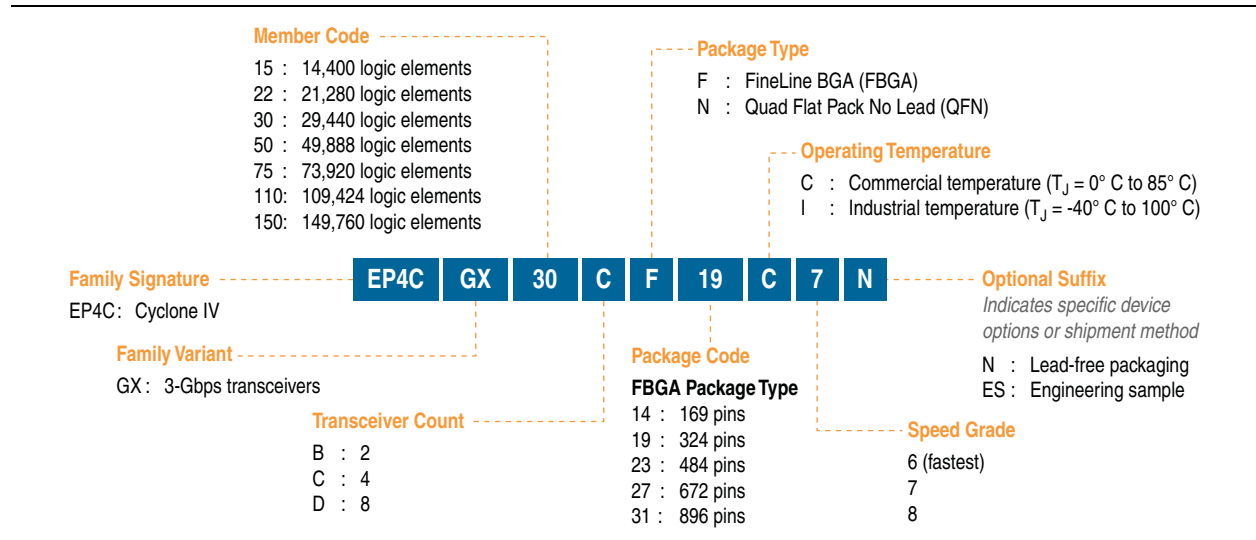 Member Code
15 : 14,400 logic elements
22 : 21,280 logic elements
30 : 29,440 logic elements
50 : 49,888 logic elements
75 : 73,920 logic elements
110: 109,424 logic elements
150: 149,760 logic elements
Package Type
F : FineLine BGA (FBGA)
N : Quad Flat Pack No Lead (QFN)
Operating Temperature
C : Commercial temperature (TJ = 0° C to 85° C)
I : Industrial temperature (TJ = -40° C to 100° C)
Family Signature
EP4C: Cyclone IV
EP4C GX 30 C F 19 C 7 N
Optional Suffix
Indicates specific device
options or shipment method
N : Lead-free packaging
ES : Engineering sample
Family Variant
GX : 3-Gbps transceivers
Transceiver Count
B : 2
C : 4
D : 8
Package Code
FBGA Package Type
14 : 169 pins
19 : 324 pins
23 : 484 pins
27 : 672 pins
31 : 896 pins
Speed Grade
6 (fastest)
7
8